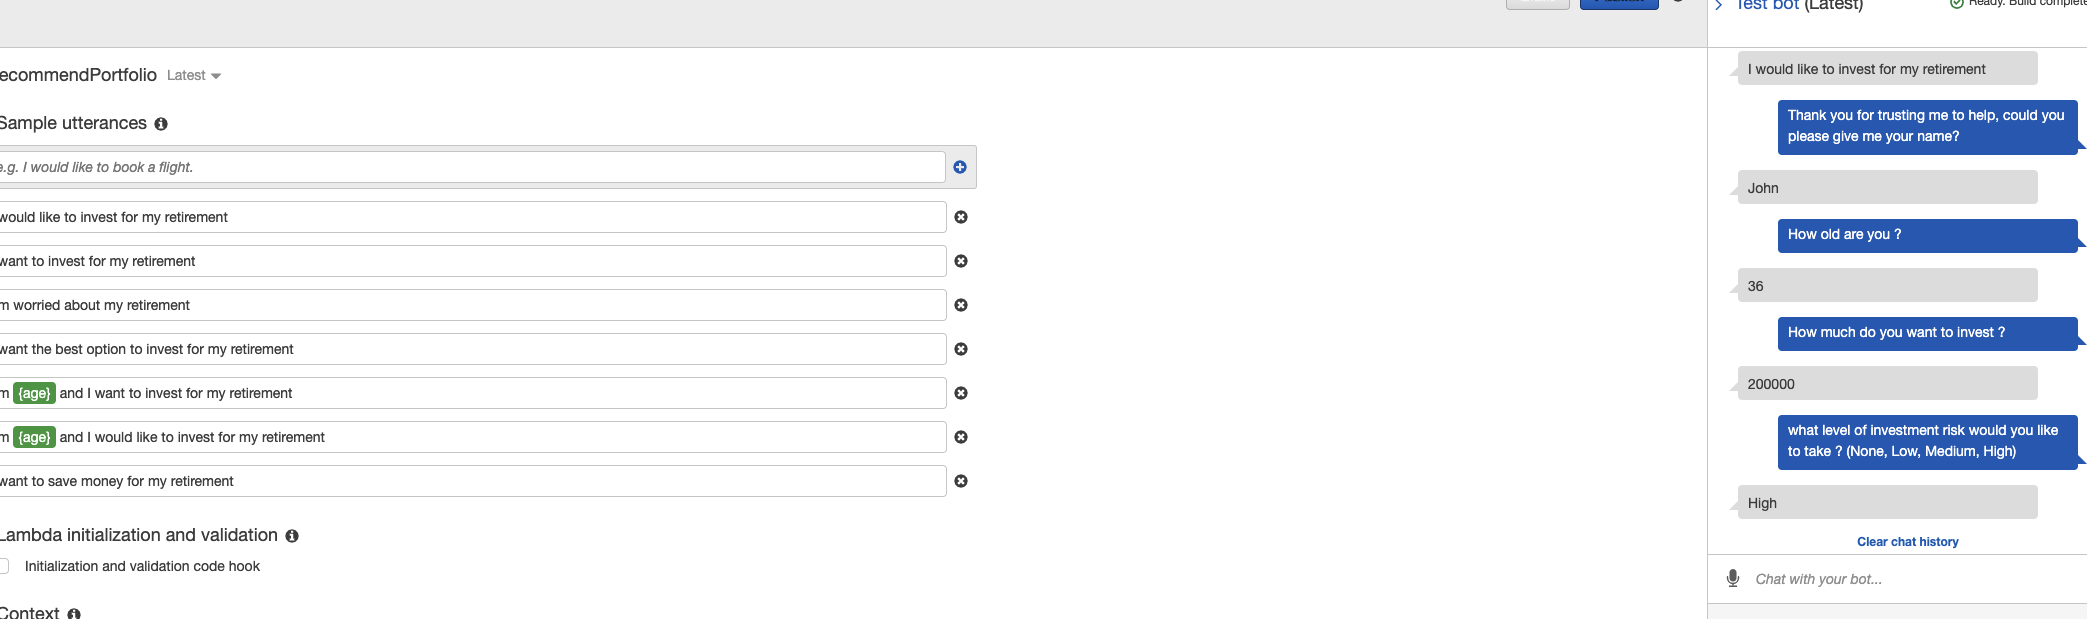 Test bot (Latest)
Ready. Build complete
ecommendPortfolio Latest
Sample utterances
e.g. I would like to book a flight.
would like to invest for my retirement
want to invest for my retirement
m worried about my retirement
want the best option to invest for my retirement
m {age} and I want to invest for my retirement
m {age} and I would like to invest for my retirement
want to save money for my retirement
Lambda initialization and validation
Initialization and validation code hook
Context
I would like to invest for my retirement
Thank you for trusting me to help, could you
please give me your name?
John
How old are you ?
36
How much do you want to invest ?
200000
what level of investment risk would you like
to take ? (None, Low, Medium, High)
High
Clear chat history
Chat with your bot...